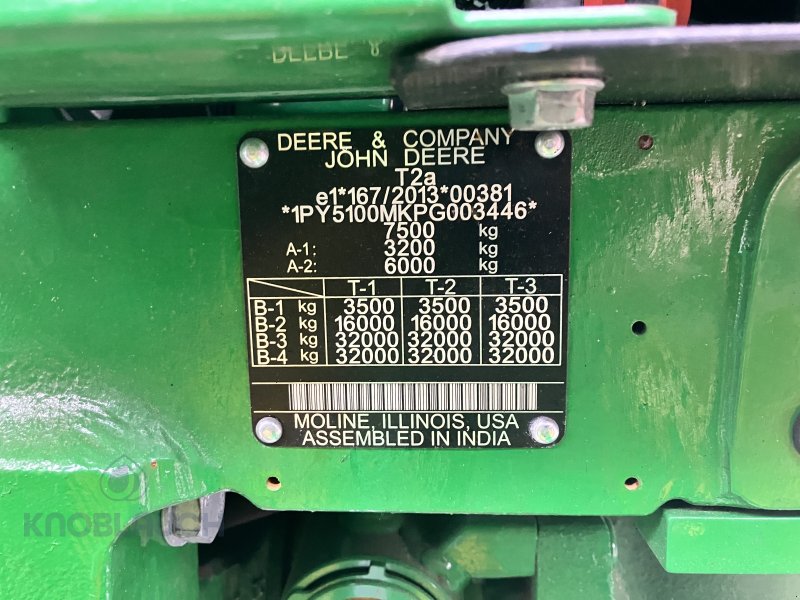 DEERE & COMPANY
JOHN DEERE
T2a
e1*167/2013*00381
*1PY5100MKPG003446*
7500 kg
A-1: 3200 kg
A-2: 6000 kg
T-1 T-2 T-3
B-1 kg 3500 3500 3500
B-2 kg 16000 16000 16000
B-3 kg 32000 32000 32000
B-4 kg 32000 32000 32000
MOLINE, ILLINOIS, USA
ASSEMBLED IN INDIA
KNOBLAUCH